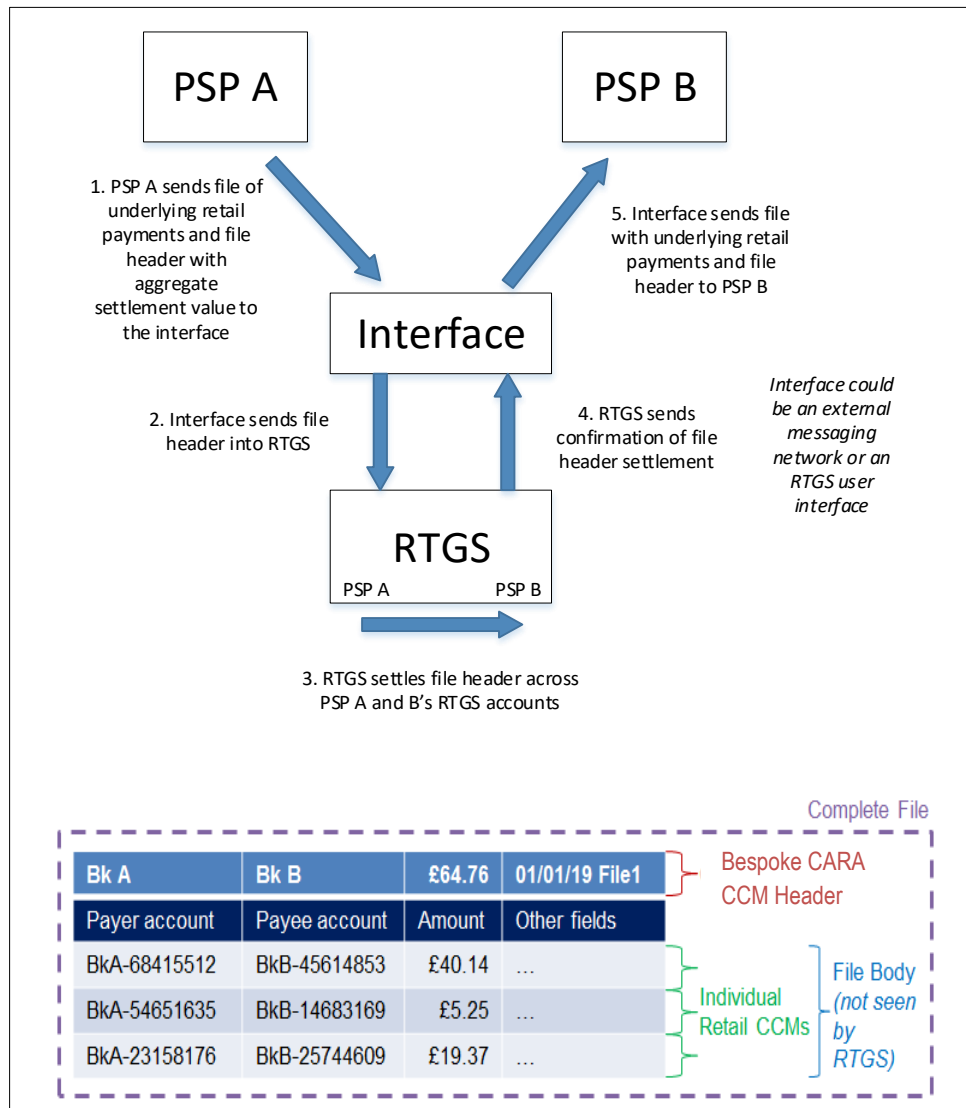 PSP A
PSP B
1. PSP A sends file of
underlying retail
payments and file
header with
aggregate
settlement value to
the interface
5. Interface sends file
with underlying retail
payments and file
header to PSP B
Interface
2. Interface sends file
header into RTGS
4. RTGS sends
confirmation of file
header settlement
Interface could
be an external
messaging
network or an
RTGS user
interface
RTGS
PSP A PSP B
3. RTGS settles file header across
PSP A and B’s RTGS accounts
Complete File
Bk A Bk B £64.76 01/01/19 File1
Bespoke CARA
CCM Header
Payer account Payee account Amount Other fields
BkA-68415512 BkB-45614853 £40.14 ...
BkA-54651635 BkB-14683169 £5.25 ...
BkA-23158176 BkB-25744609 £19.37 ...
Individual
Retail CCMs
File Body
(not seen
by
RTGS)